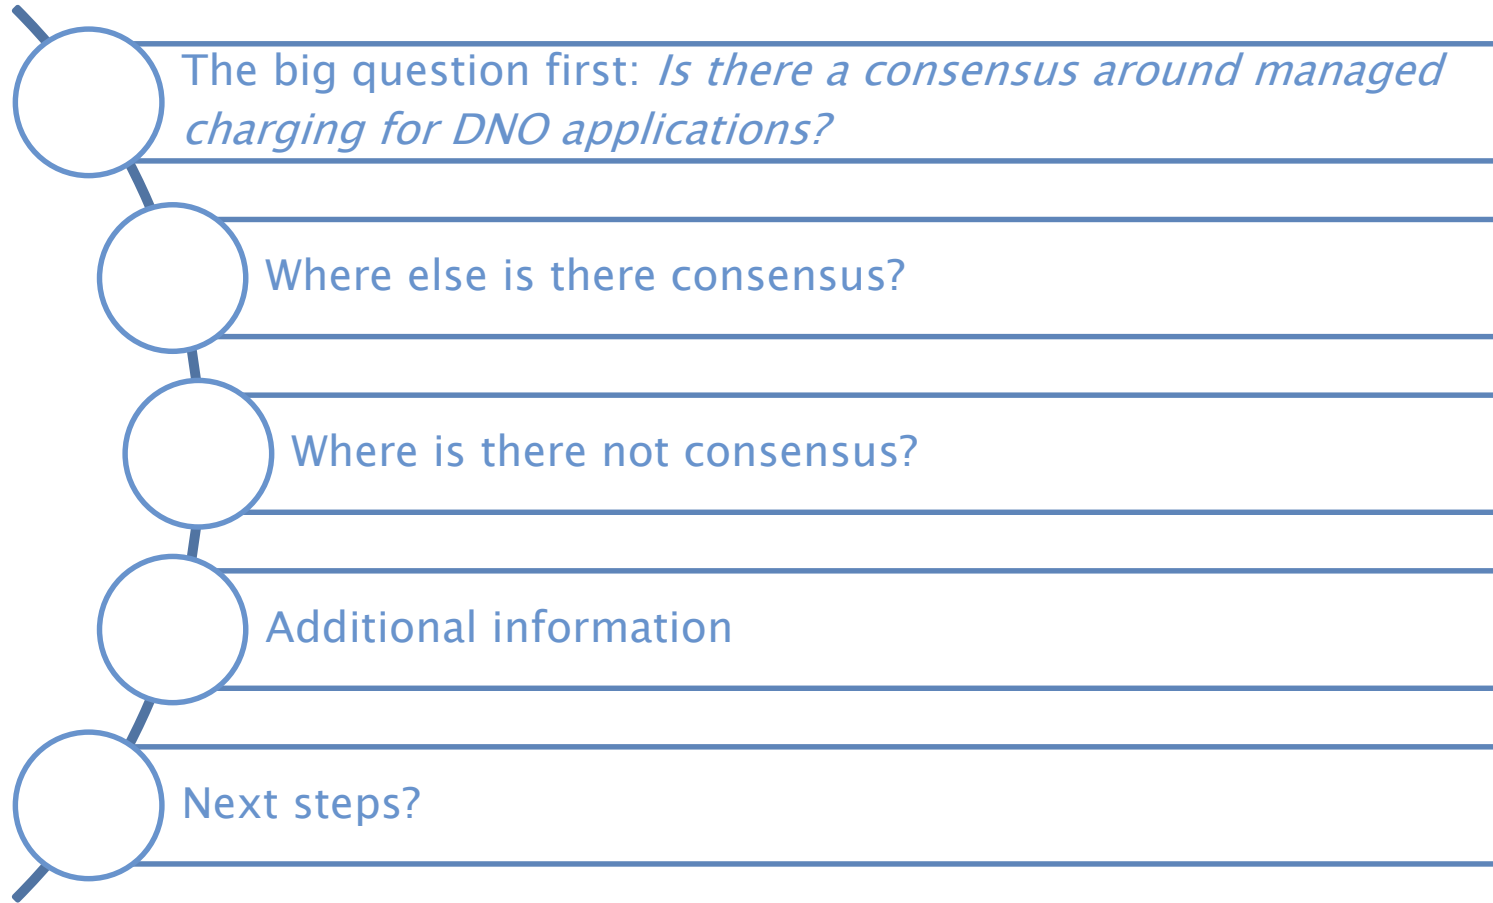 The big question first: Is there a consensus around managed
charging for DNO applications?
Where else is there consensus?
Where is there not consensus?
Additional information
Next steps?